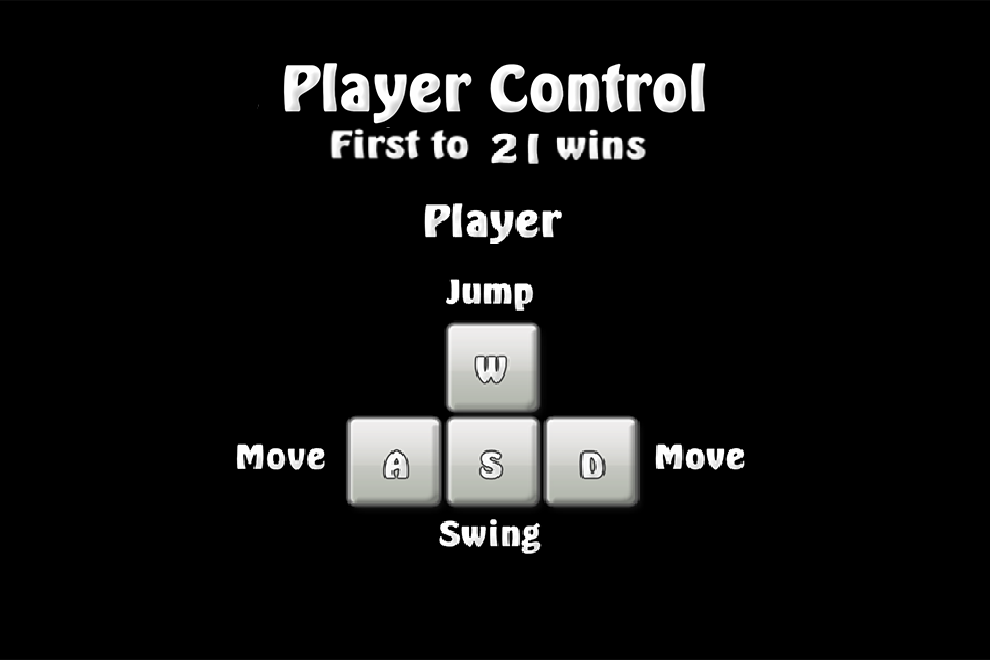 Player Control
First to 21 wins
Player
Jump
W
Move A S D Move
Swing